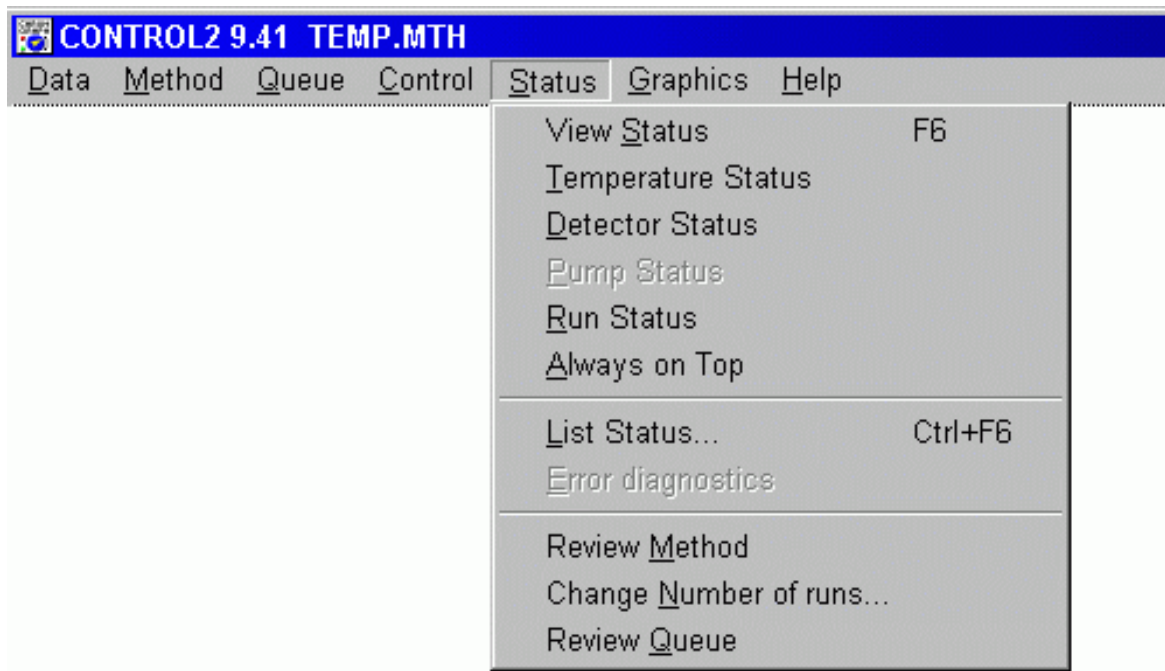 CONTROL2 9.41 TEMP.MTH
Data Method Queue Control Status Graphics Help
View Status F6
Temperature Status
Detector Status
Pump Status
Run Status
Always on Top
List Status... Ctrl+F6
Error diagnostics
Review Method
Change Number of runs...
Review Queue